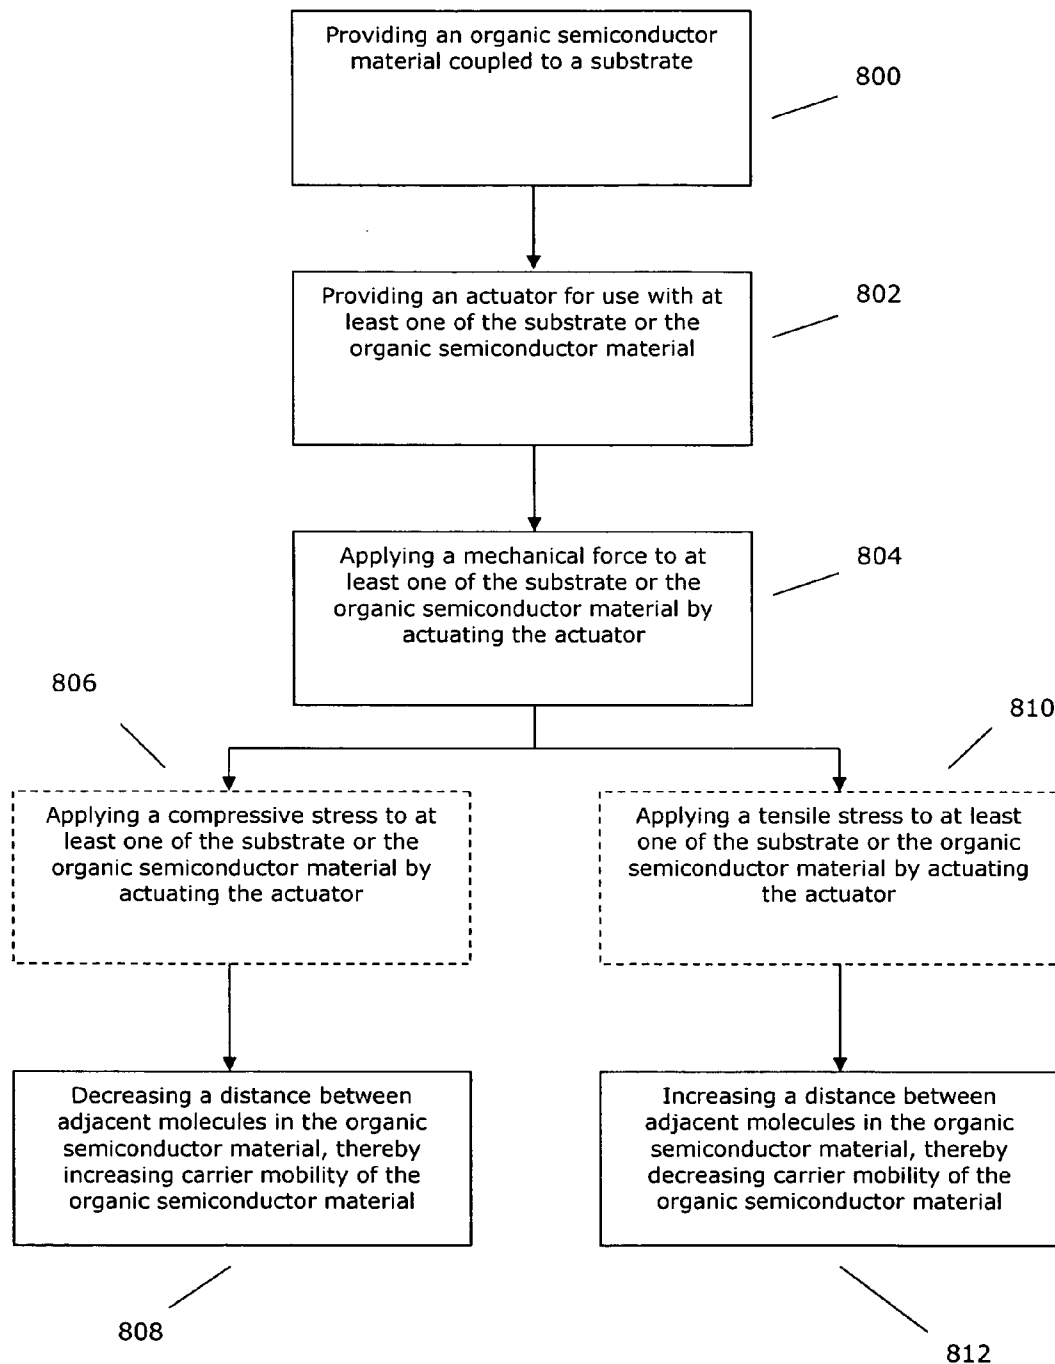 Providing an organic semiconductor
material coupled to a substrate
800
Providing an actuator for use with at
least one of the substrate or the
organic semiconductor material
802
Applying a mechanical force to at
least one of the substrate or the
organic semiconductor material by
actuating the actuator
804
806
Applying a compressive stress to at
least one of the substrate or the
organic semiconductor material by
actuating the actuator
810
Applying a tensile stress to at least
one of the substrate or the organic
semiconductor material by actuating
the actuator
Decreasing a distance between
adjacent molecules in the organic
semiconductor material, thereby
increasing carrier mobility of the
organic semiconductor material
808
Increasing a distance between
adjacent molecules in the organic
semiconductor material, thereby
decreasing carrier mobility of the
organic semiconductor material
812